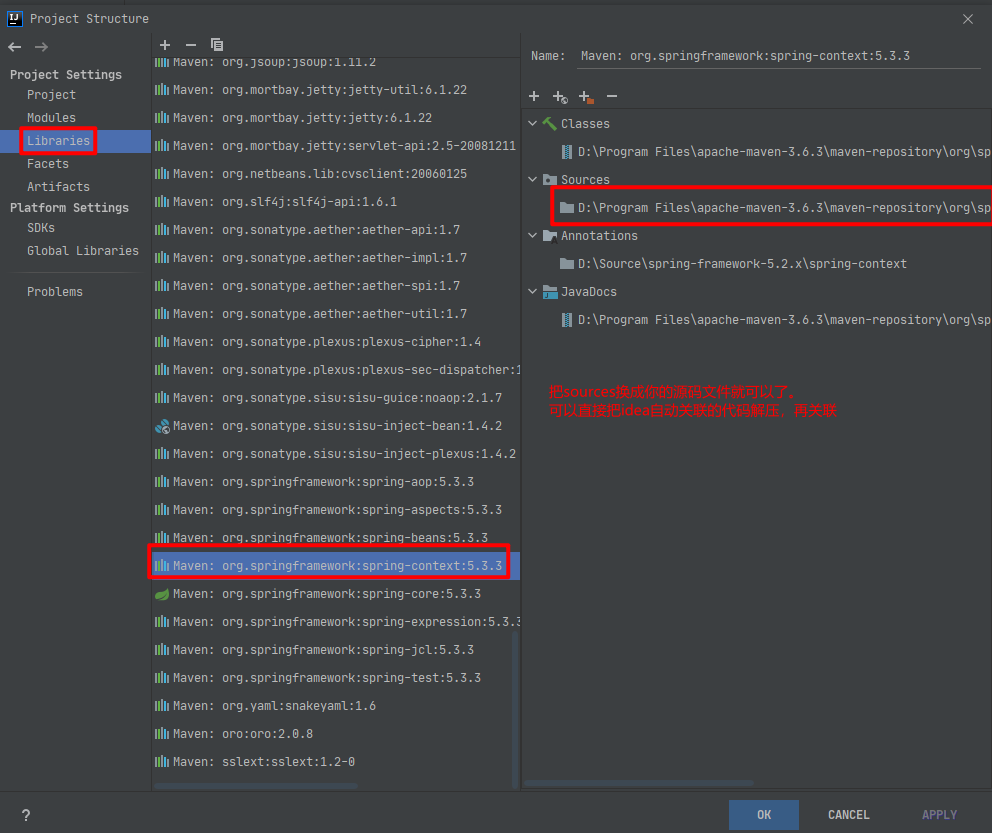 Project Structure
Project Settings
Project
Modules
Libraries
Facets
Artifacts
Platform Settings
SDKs
Global Libraries
Problems
Maven: org.jsoup:jsoup:1.11.2
Maven: org.mortbay.jetty:jetty-util:6.1.22
Maven: org.mortbay.jetty:jetty:6.1.22
Maven: org.mortbay.jetty:servlet-api:2.5-20081211
Maven: org.netbeans.lib:cvsclient:20060125
Maven: org.slf4j:slf4j-api:1.6.1
Maven: org.sonatype.aether:aether-api:1.7
Maven: org.sonatype.aether:aether-impl:1.7
Maven: org.sonatype.aether:aether-spi:1.7
Maven: org.sonatype.aether:aether-util:1.7
Maven: org.sonatype.plexus:plexus-cipher:1.4
Maven: org.sonatype.plexus:plexus-sec-dispatcher:1
Maven: org.sonatype.sisu:sisu-guice:noaop:2.1.7
Maven: org.sonatype.sisu:sisu-inject-bean:1.4.2
Maven: org.sonatype.sisu:sisu-inject-plexus:1.4.2
Maven: org.springframework:spring-aop:5.3.3
Maven: org.springframework:spring-aspects:5.3.3
Maven: org.springframework:spring-beans:5.3.3
Maven: org.springframework:spring-context:5.3.3
Maven: org.springframework:spring-core:5.3.3
Maven: org.springframework:spring-expression:5.3.3
Maven: org.springframework:spring-jcl:5.3.3
Maven: org.springframework:spring-test:5.3.3
Maven: org.yaml:snakeyaml:1.6
Maven: oro:oro:2.0.8
Maven: sslext:sslext:1.2-0
Name: Maven: org.springframework:spring-context:5.3.3
Classes
D:\Program Files\apache-maven-3.6.3\maven-repository\org\sp
Sources
D:\Program Files\apache-maven-3.6.3\maven-repository\org\sp
Annotations
D:\Source\spring-framework-5.2.x\spring-context
JavaDocs
D:\Program Files\apache-maven-3.6.3\maven-repository\org\sp
把sources换成你的源码文件就可以了。
可以直接把idea自动关联的代码解压，再关联
?
OK
CANCEL
APPLY